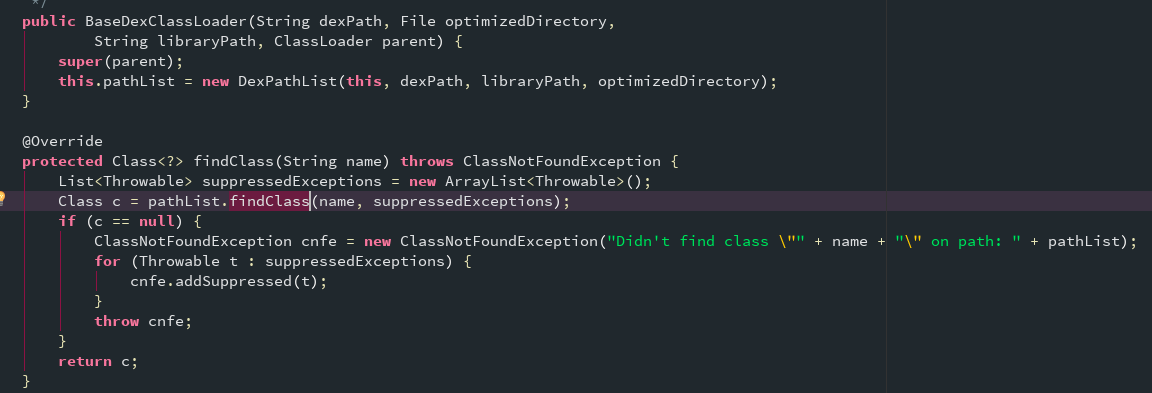 */
public BaseDexClassLoader(String dexPath, File optimizedDirectory,
        String libraryPath, ClassLoader parent) {
    super(parent);
    this.pathList = new DexPathList(this, dexPath, libraryPath, optimizedDirectory);
}

@Override
protected Class<?> findClass(String name) throws ClassNotFoundException {
    List<Throwable> suppressedExceptions = new ArrayList<Throwable>();
    Class c = pathList.findClass(name, suppressedExceptions);
    if (c == null) {
        ClassNotFoundException cnfe = new ClassNotFoundException("Didn't find class \"" + name + "\" on path: " + pathList);
        for (Throwable t : suppressedExceptions) {
            cnfe.addSuppressed(t);
        }
        throw cnfe;
    }
    return c;
}